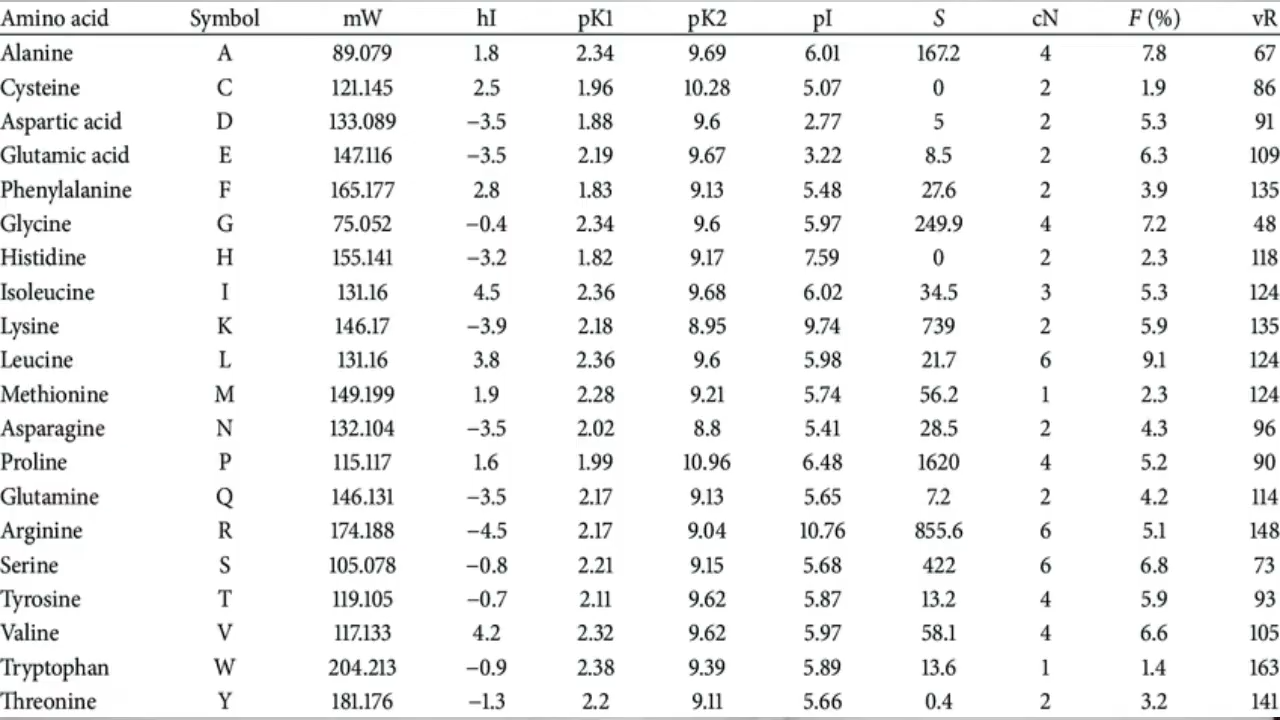 Amino acid Symbol mW hI pK1 pK2 pI S cN F (%) vR
Alanine A 89.079 1.8 2.34 9.69 6.01 167.2 4 7.8 67
Cysteine C 121.145 2.5 1.96 10.28 5.07 0 2 1.9 86
Aspartic acid D 133.089 −3.5 1.88 9.6 2.77 5 2 5.3 91
Glutamic acid E 147.116 −3.5 2.19 9.67 3.22 8.5 2 6.3 109
Phenylalanine F 165.177 2.8 1.83 9.13 5.48 27.6 2 3.9 135
Glycine G 75.052 −0.4 2.34 9.6 5.97 249.9 4 7.2 48
Histidine H 155.141 −3.2 1.82 9.17 7.59 0 2 2.3 118
Isoleucine I 131.16 4.5 2.36 9.68 6.02 34.5 3 5.3 124
Lysine K 146.17 −3.9 2.18 8.95 9.74 739 2 5.9 135
Leucine L 131.16 3.8 2.36 9.6 5.98 21.7 6 9.1 124
Methionine M 149.199 1.9 2.28 9.21 5.74 56.2 1 2.3 124
Asparagine N 132.104 −3.5 2.02 8.8 5.41 28.5 2 4.3 96
Proline P 115.117 1.6 1.99 10.96 6.48 1620 4 5.2 90
Glutamine Q 146.131 −3.5 2.17 9.13 5.65 7.2 2 4.2 114
Arginine R 174.188 −4.5 2.17 9.04 10.76 855.6 6 5.1 148
Serine S 105.078 −0.8 2.21 9.15 5.68 422 6 6.8 73
Tyrosine T 119.105 −0.7 2.11 9.62 5.87 13.2 4 5.9 93
Valine V 117.133 4.2 2.32 9.62 5.97 58.1 4 6.6 105
Tryptophan W 204.213 −0.9 2.38 9.39 5.89 13.6 1 1.4 163
Threonine Y 181.176 −1.3 2.2 9.11 5.66 0.4 2 3.2 141